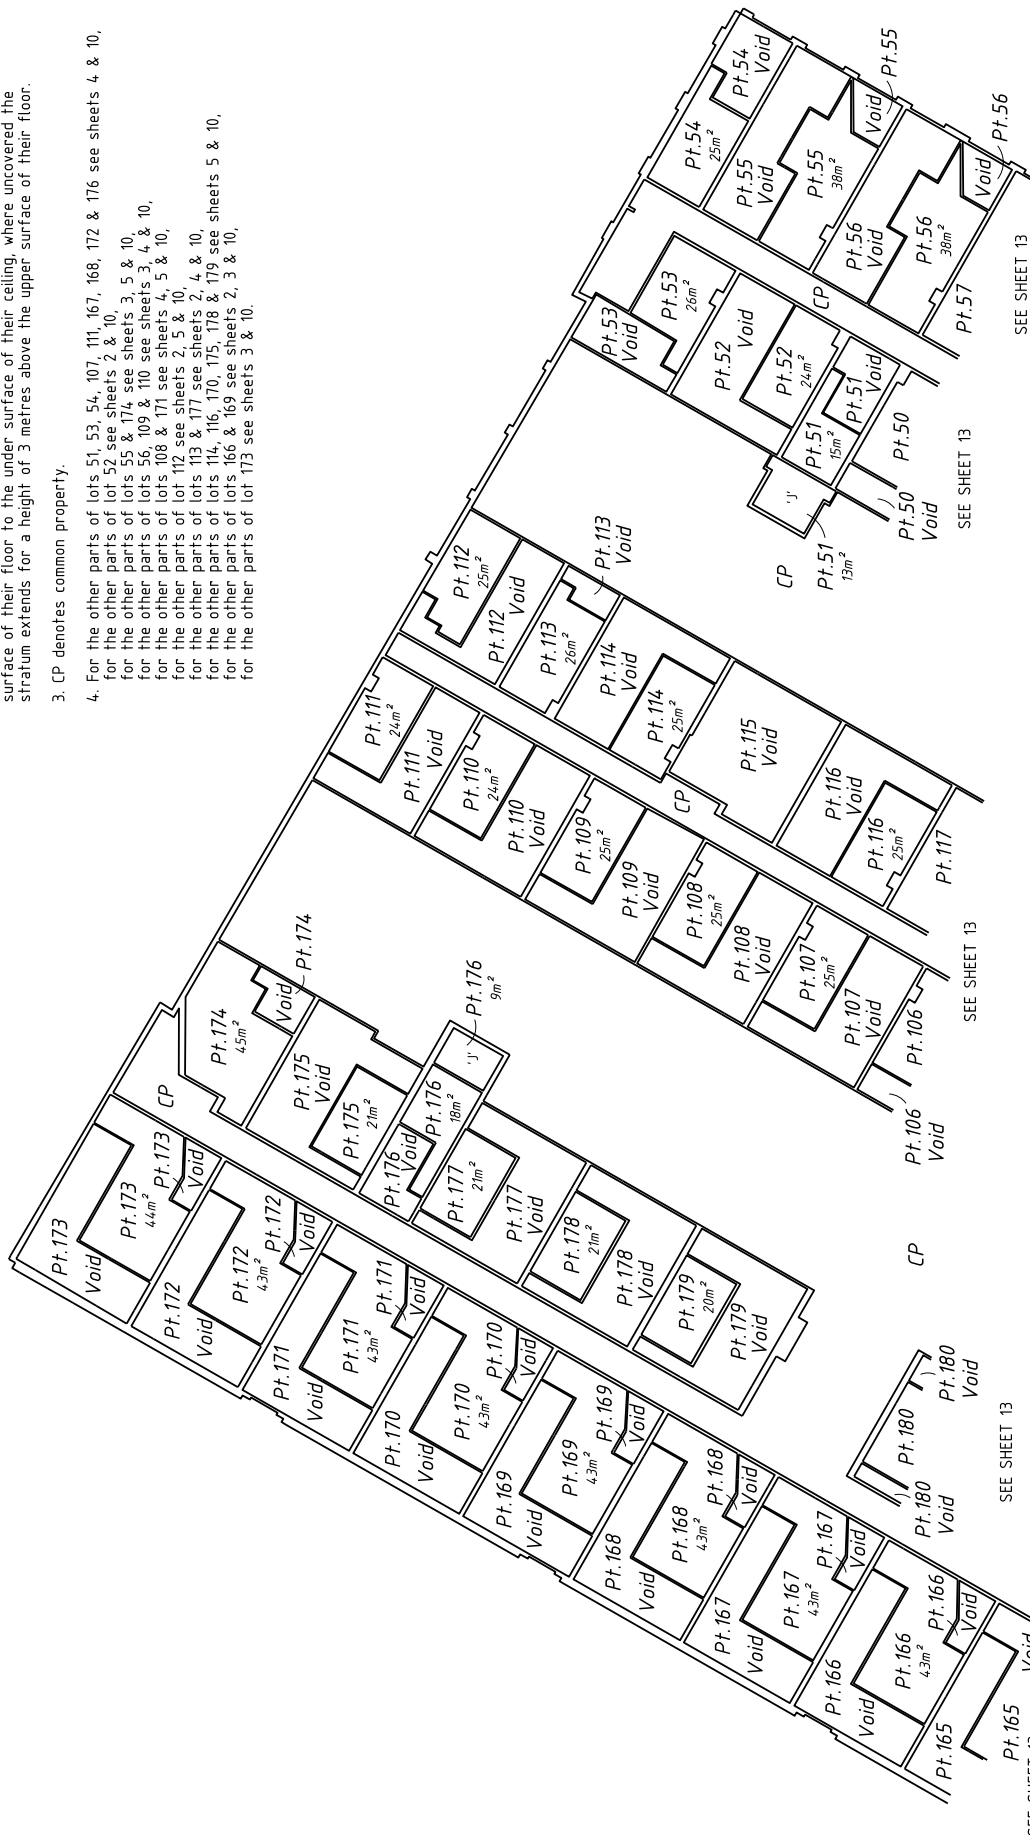 surface of their floor to the under surface of their ceiling, where uncovered the
stratum extends for a height of 3 metres above the upper surface of their floor.
3. CP denotes common property.
4. For the other parts of lots 51, 53, 54, 107, 111, 167, 168, 172 & 176 see sheets 4 & 10,
for the other parts of lot 52 see sheets 2 & 10,
for the other parts of lots 55 & 174 see sheets 3, 5 & 10,
for the other parts of lots 56, 109 & 110 see sheets 3, 4 & 10,
for the other parts of lots 108 & 171 see sheets 4, 5 & 10,
for the other parts of lot 112 see sheets 2, 5 & 10,
for the other parts of lots 113 & 177 see sheets 2, 4 & 10,
for the other parts of lots 114, 116, 170, 175, 178 & 179 see sheets 5 & 10,
for the other parts of lots 166 & 169 see sheets 2, 3 & 10,
for the other parts of lot 173 see sheets 3 & 10.
Pt.54
Void
Pt.54
25m²
Pt.55
Void
Pt.55
38m²
Void
Pt.55
Pt.56
Void
Pt.56
38m²
Void
Pt.56
Pt.57
SEE SHEET 13
CP
Pt.53
Void
Pt.53
26m²
Pt.52
Void
Pt.52
24m²
Pt.51
15m²
Pt.51
Void
Pt.50
Pt.50
Void
SEE SHEET 13
'J'
Pt.51
13m²
CP
Pt.112
25m²
Pt.112
Void
Pt.113
Void
Pt.113
26m²
Pt.114
Void
Pt.114
25m²
Pt.115
Void
Pt.116
Void
Pt.116
25m²
Pt.117
CP
Pt.111
24m²
Pt.111
Void
Pt.110
24m²
Pt.110
Void
Pt.109
25m²
Pt.109
Void
Pt.108
25m²
Pt.108
Void
Pt.107
25m²
Pt.107
Void
Pt.106
Pt.106
Void
SEE SHEET 13
Pt.174
45m²
Void
Pt.174
Pt.175
Void
Pt.175
21m²
Pt.176
9m²
'J'
Pt.176
18m²
Pt.176
Void
Pt.177
21m²
Pt.177
Void
Pt.178
21m²
Pt.178
Void
Pt.179
20m²
Pt.179
Void
CP
CP
Pt.173
Void
Pt.173
44m²
Pt.173
Void
Pt.172
Void
Pt.172
43m²
Pt.172
Void
Pt.171
Void
Pt.171
43m²
Pt.171
Void
Pt.170
Void
Pt.170
43m²
Pt.170
Void
Pt.169
Void
Pt.169
43m²
Pt.169
Void
Pt.168
Void
Pt.168
43m²
Pt.168
Void
Pt.167
Void
Pt.167
43m²
Pt.167
Void
Pt.166
Void
Pt.166
43m²
Pt.166
Void
Pt.165
Pt.165
Void
Pt.180
Void
Pt.180
Pt.180
Void
SEE SHEET 13